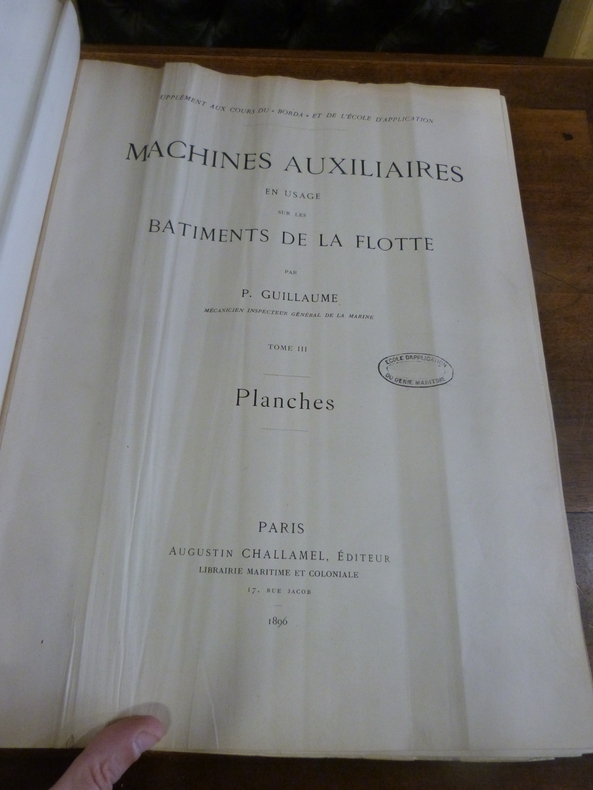 SUPPLÉMENT AUX COURS DU « BORDA » ET DE L'ÉCOLE D'APPLICATION
MACHINES AUXILIAIRES
EN USAGE
SUR LES
BATIMENTS DE LA FLOTTE
PAR
P. GUILLAUME
MÉCANICIEN INSPECTEUR GÉNÉRAL DE LA MARINE
TOME III
ÉCOLE D'APPLICATION
DU GÉNIE MARITIME
Planches
PARIS
AUGUSTIN CHALLAMEL, ÉDITEUR
LIBRAIRIE MARITIME ET COLONIALE
17, RUE JACOB
1896